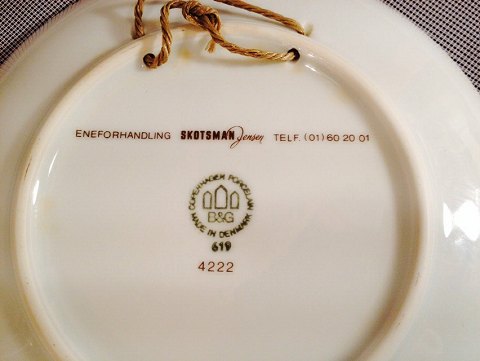 ENEFORHANDLING SKOTSMAN Jensen TELF. (01) 60 20 01
COPENHAGEN PORCELAIN
B&G
MADE IN DENMARK
619
4222